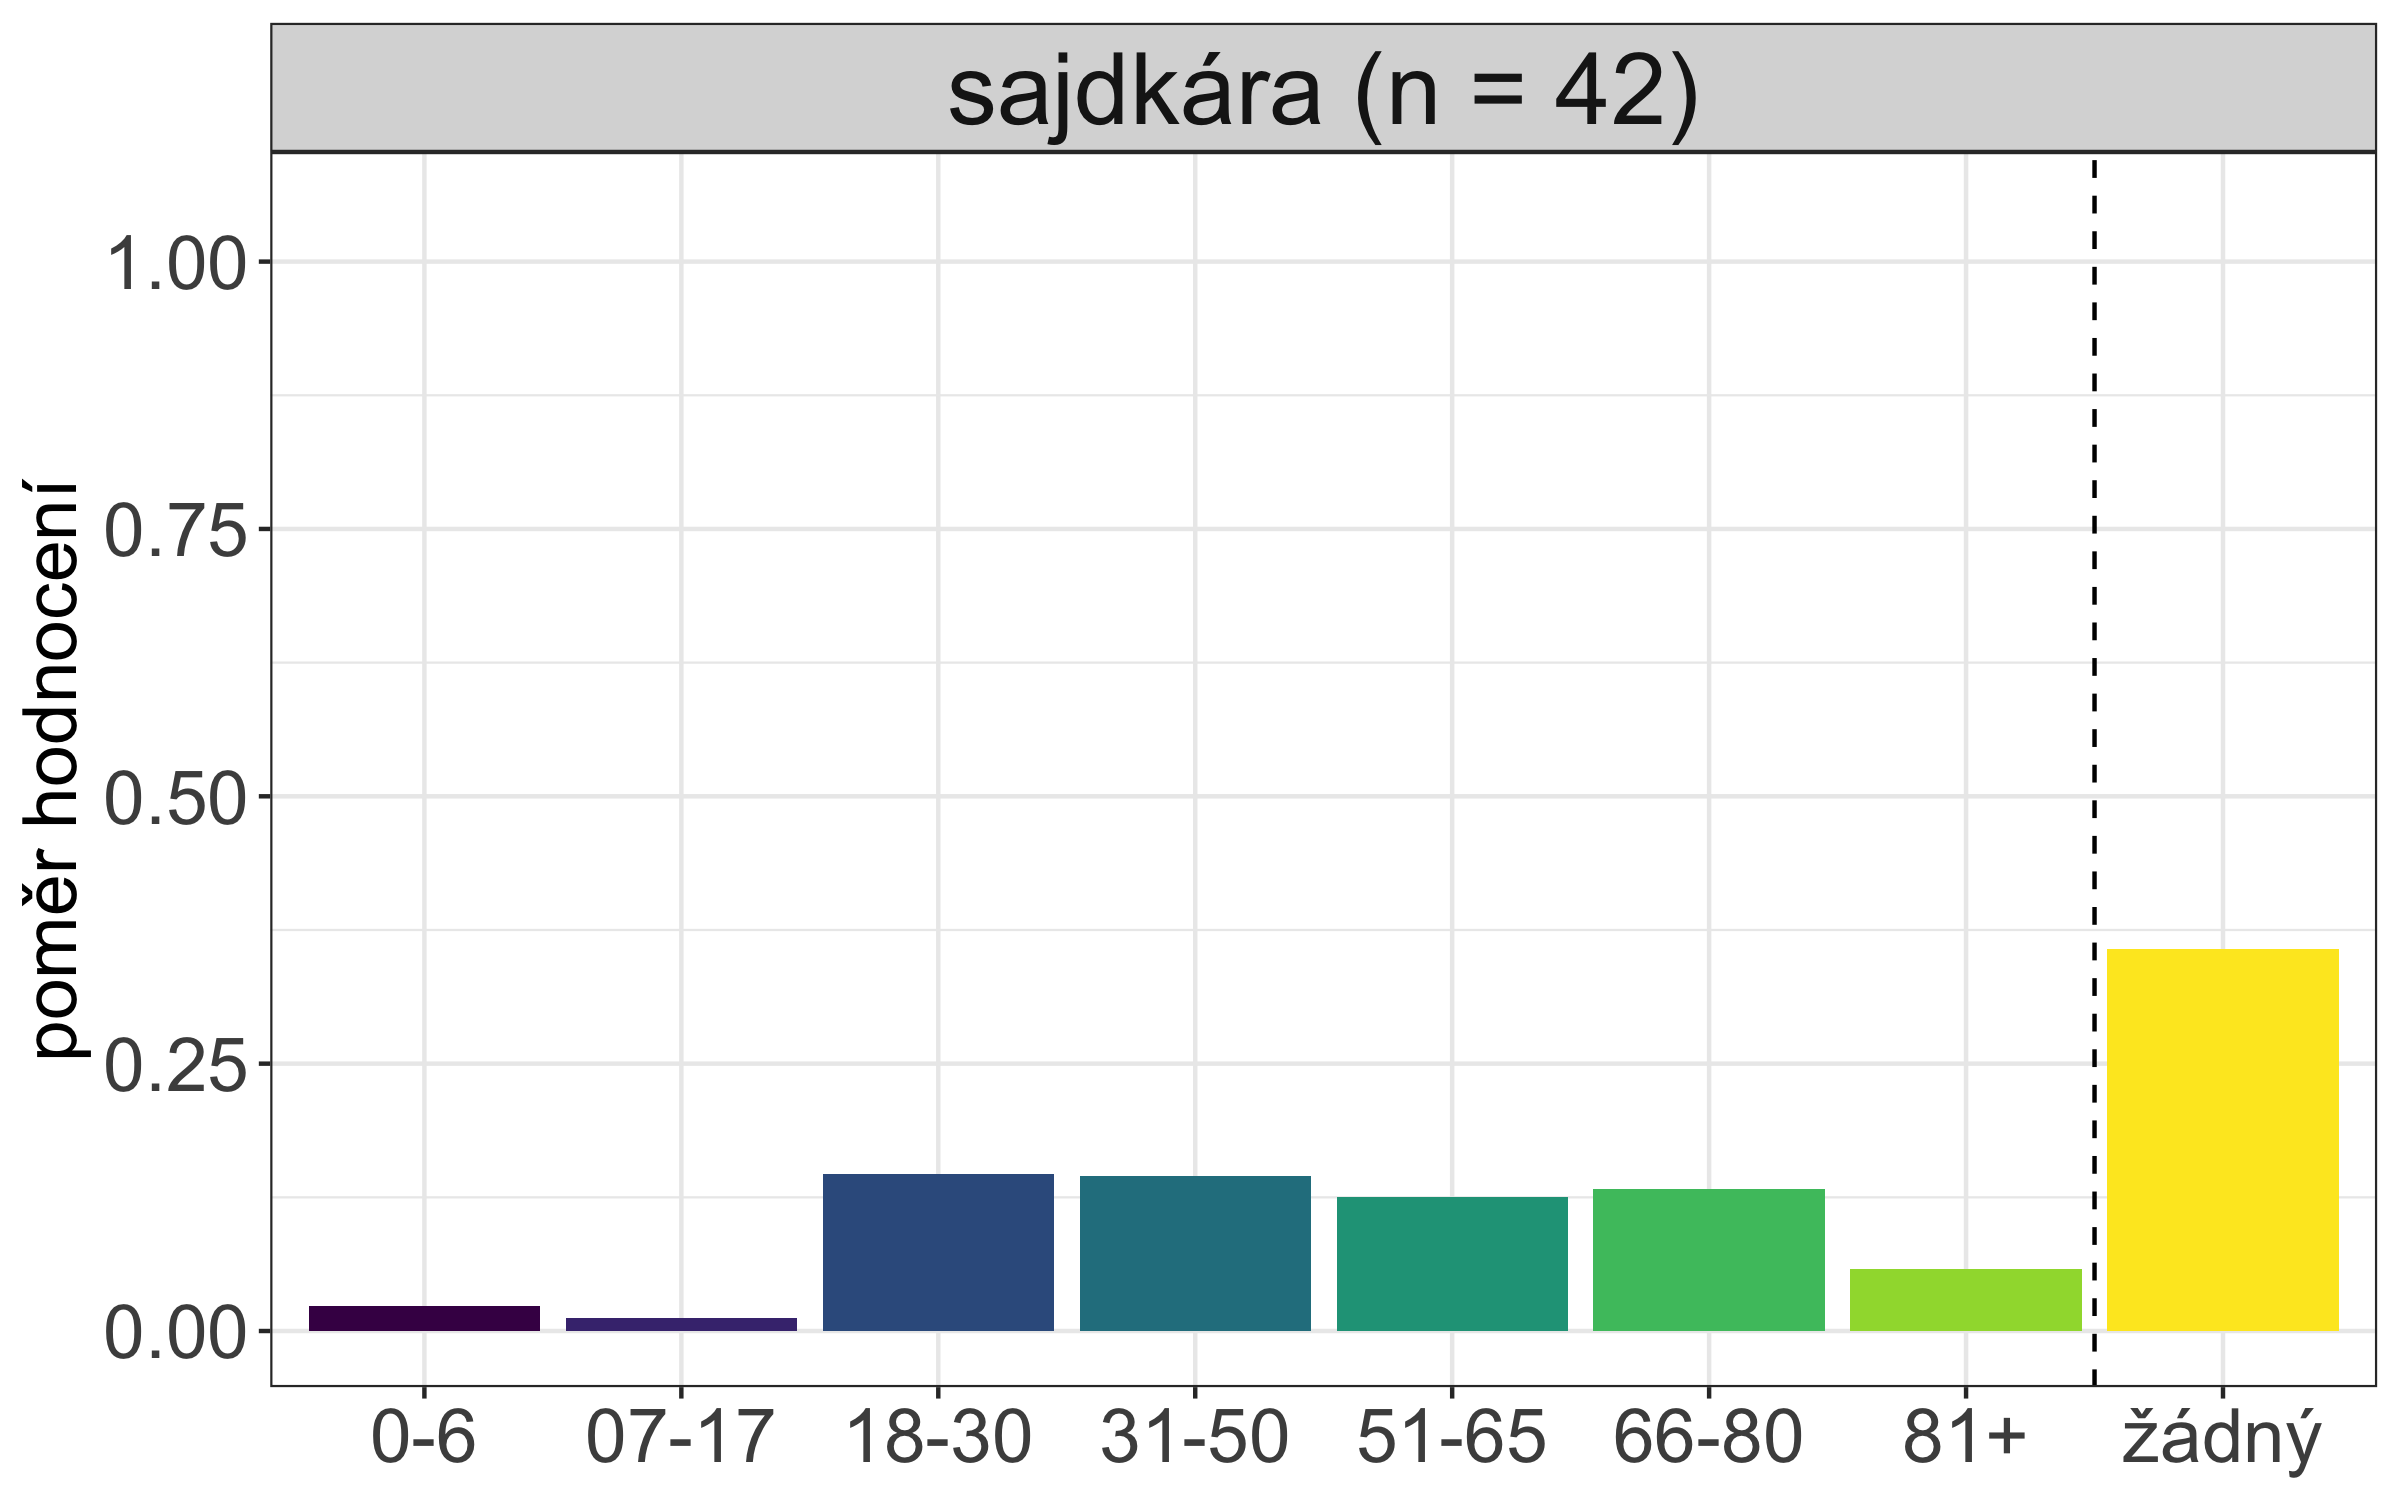 sajdkára (n = 42)
poměr hodnocení
1.00
0.75
0.50
0.25
0.00
0-6 07-17 18-30 31-50 51-65 66-80 81+ žádný